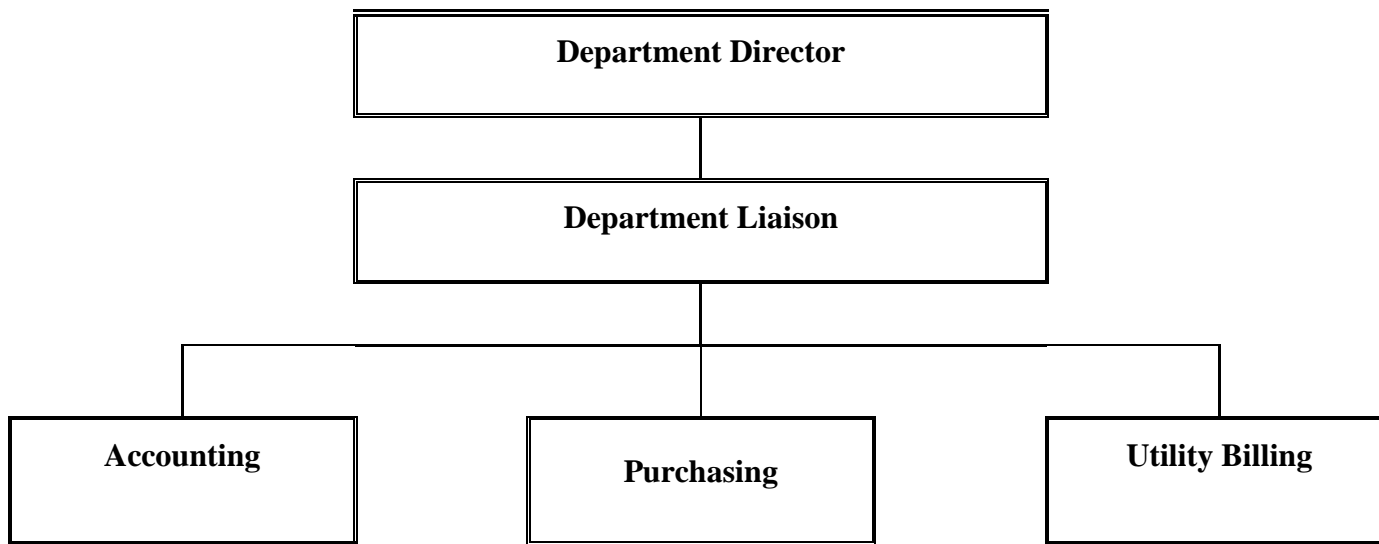 Department Director
Department Liaison
Accounting
Purchasing
Utility Billing